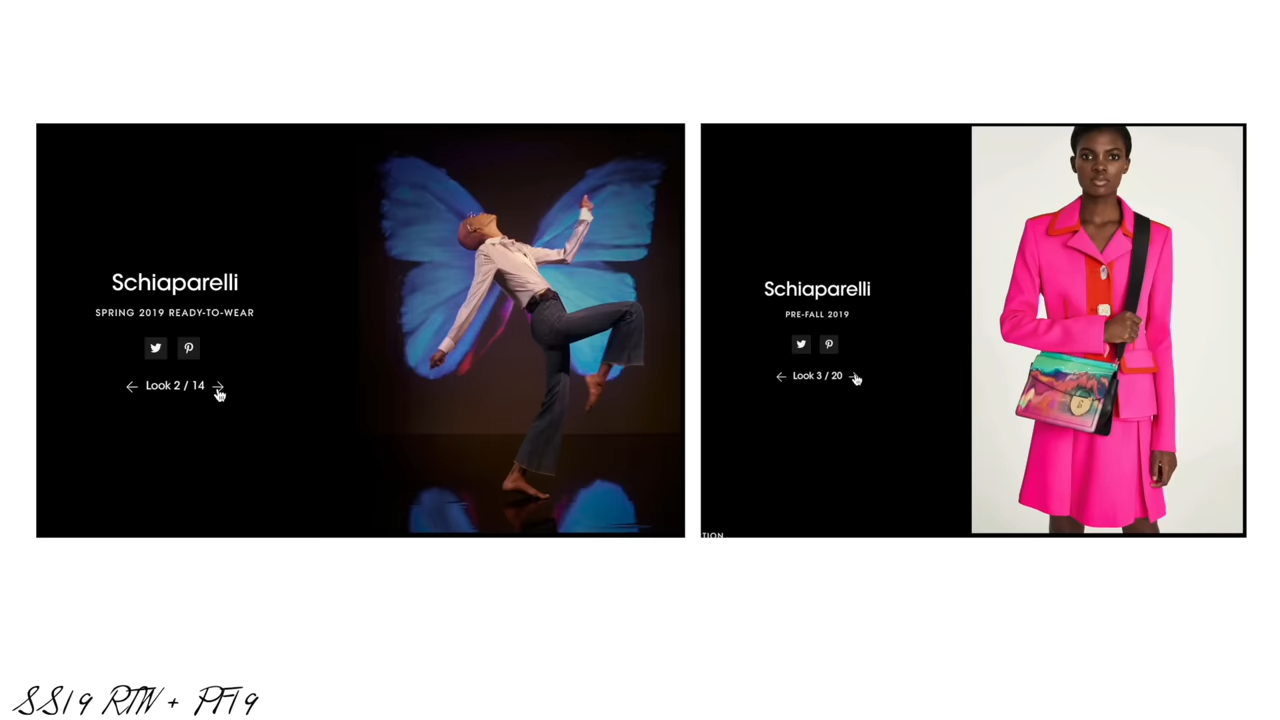 Schiaparelli
SPRING 2019 READY-TO-WEAR
Look 2 / 14
Schiaparelli
PRE-FALL 2019
Look 3 / 20
TION
SS19 RTW + PF19